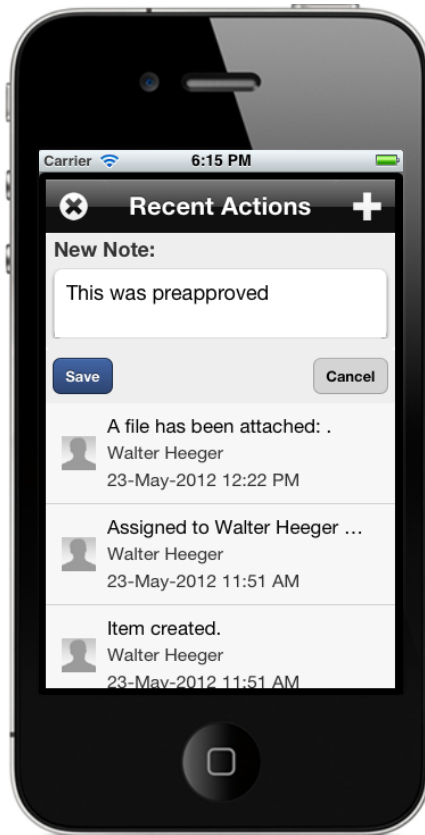 Carrier 6:15 PM
Recent Actions
New Note:
This was preapproved
Save Cancel
A file has been attached: .
Walter Heeger
23-May-2012 12:22 PM
Assigned to Walter Heeger …
Walter Heeger
23-May-2012 11:51 AM
Item created.
Walter Heeger
23-May-2012 11:51 AM